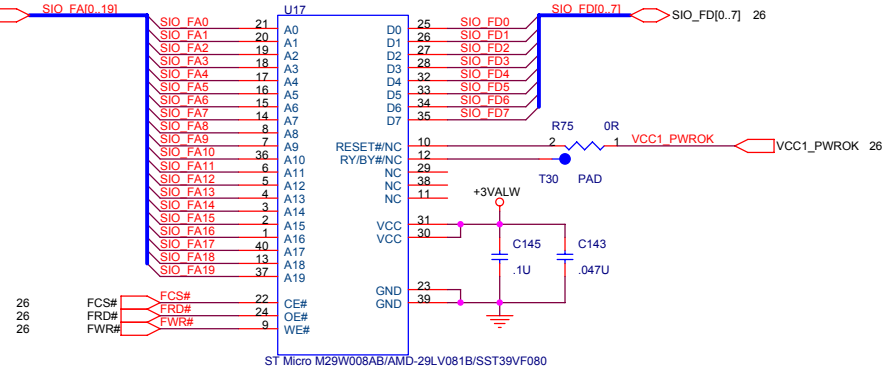 SIO_FA[0..19]
U17
SIO_FD[0..7]
SIO_FD[0..7] 26
SIO_FA0 21 A0
SIO_FA1 20 A1
SIO_FA2 19 A2
SIO_FA3 18 A3
SIO_FA4 17 A4
SIO_FA5 16 A5
SIO_FA6 15 A6
SIO_FA7 14 A7
SIO_FA8 8 A8
SIO_FA9 7 A9
SIO_FA10 36 A10
SIO_FA11 6 A11
SIO_FA12 5 A12
SIO_FA13 4 A13
SIO_FA14 3 A14
SIO_FA15 2 A15
SIO_FA16 1 A16
SIO_FA17 40 A17
SIO_FA18 13 A18
SIO_FA19 37 A19
26 FCS# FCS# 22 CE#
26 FRD# FRD# 24 OE#
26 FWR# FWR# 9 WE#
D0 25 SIO_FD0
D1 26 SIO_FD1
D2 27 SIO_FD2
D3 28 SIO_FD3
D4 32 SIO_FD4
D5 33 SIO_FD5
D6 34 SIO_FD6
D7 35 SIO_FD7
R75 0R
RESET#/NC 10 2 1 VCC1_PWROK VCC1_PWROK 26
RY/BY#/NC 12
NC 29
T30 PAD
NC 38
NC 11
+3VALW
VCC 31
VCC 30
C145 C143
.1U .047U
GND 23
GND 39
ST Micro M29W008AB/AMD-29LV081B/SST39VF080